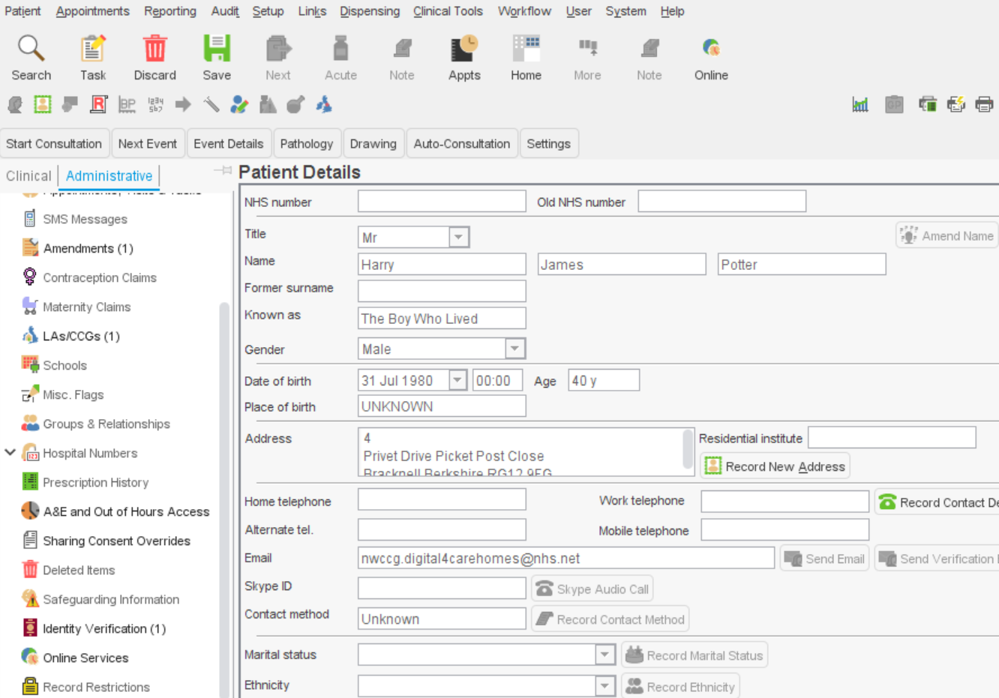 Patient Appointments Reporting Audit Setup Links Dispensing Clinical Tools Workflow User System Help
Search Task Discard Save Next Acute Note Appts Home More Note Online
Start Consultation Next Event Event Details Pathology Drawing Auto-Consultation Settings
Clinical Administrative
SMS Messages
Amendments (1)
Contraception Claims
Maternity Claims
LAs/CCGs (1)
Schools
Misc. Flags
Groups & Relationships
Hospital Numbers
Prescription History
A&E and Out of Hours Access
Sharing Consent Overrides
Deleted Items
Safeguarding Information
Identity Verification (1)
Online Services
Record Restrictions
Patient Details
NHS number Old NHS number
Title Mr Amend Name
Name Harry James Potter
Former surname
Known as The Boy Who Lived
Gender Male
Date of birth 31 Jul 1980 00:00 Age 40 y
Place of birth UNKNOWN
Address 4 Residential institute
Privet Drive Picket Post Close Record New Address
Bracknell Berkshire RG12 9FG
Home telephone Work telephone Record Contact De
Alternate tel. Mobile telephone
Email nwccg.digital4carehomes@nhs.net Send Email Send Verification
Skype ID Skype Audio Call
Contact method Unknown Record Contact Method
Marital status Record Marital Status
Ethnicity Record Ethnicity